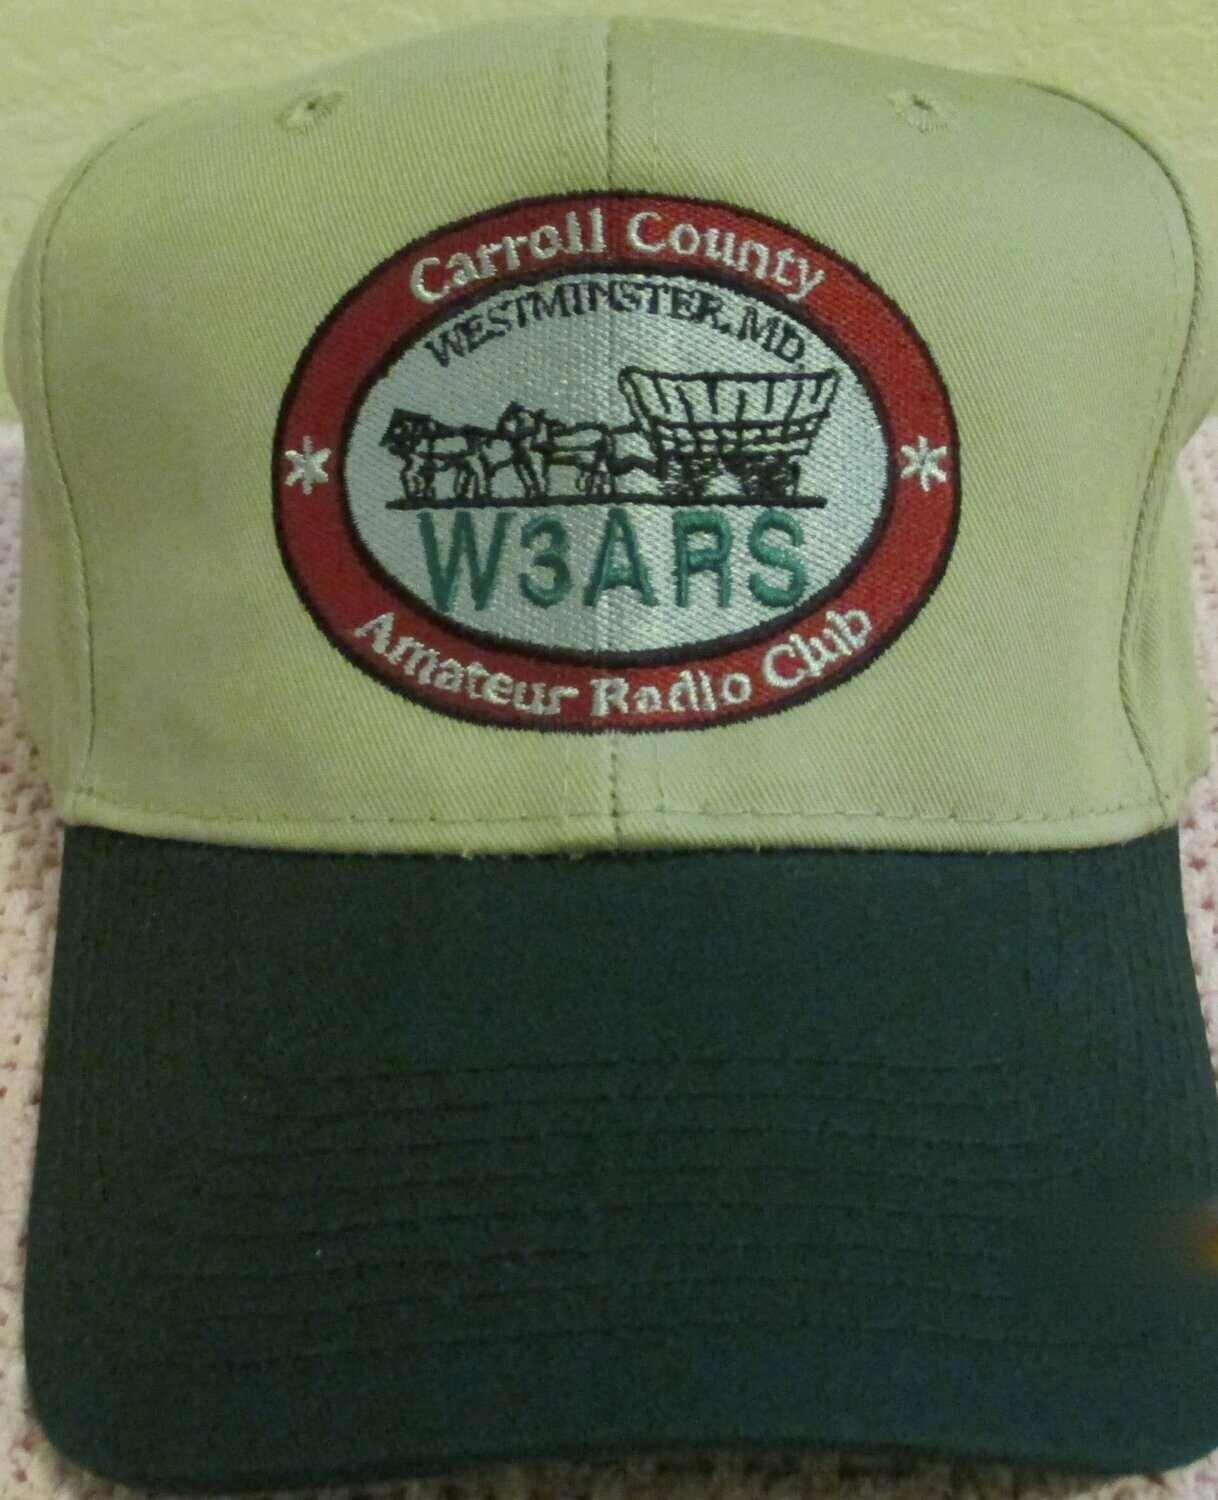 Carroll County
WESTMINSTER, MD.
W3ARS
Amateur Radio Club